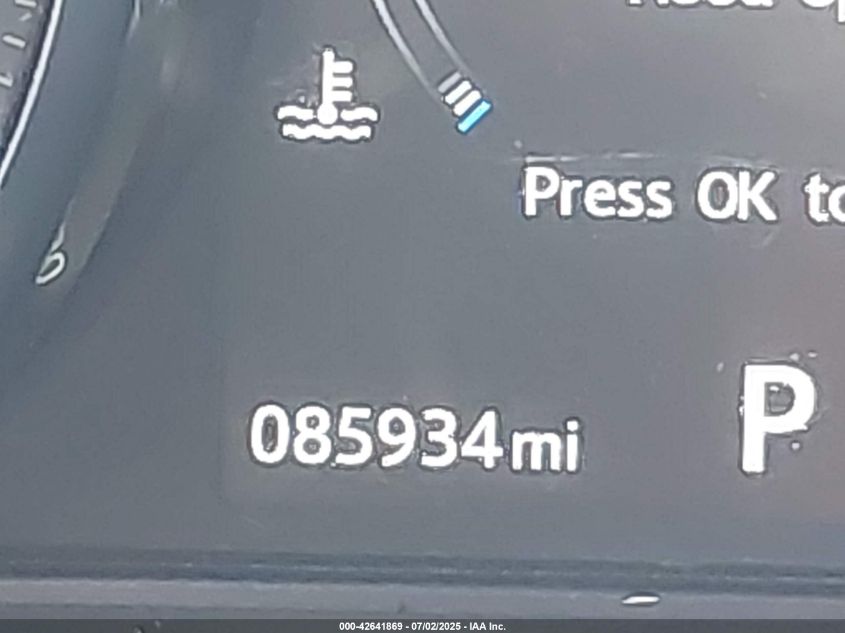 Press OK to
085934mi
P
000-42641869 - 07/02/2025 - IAA Inc.